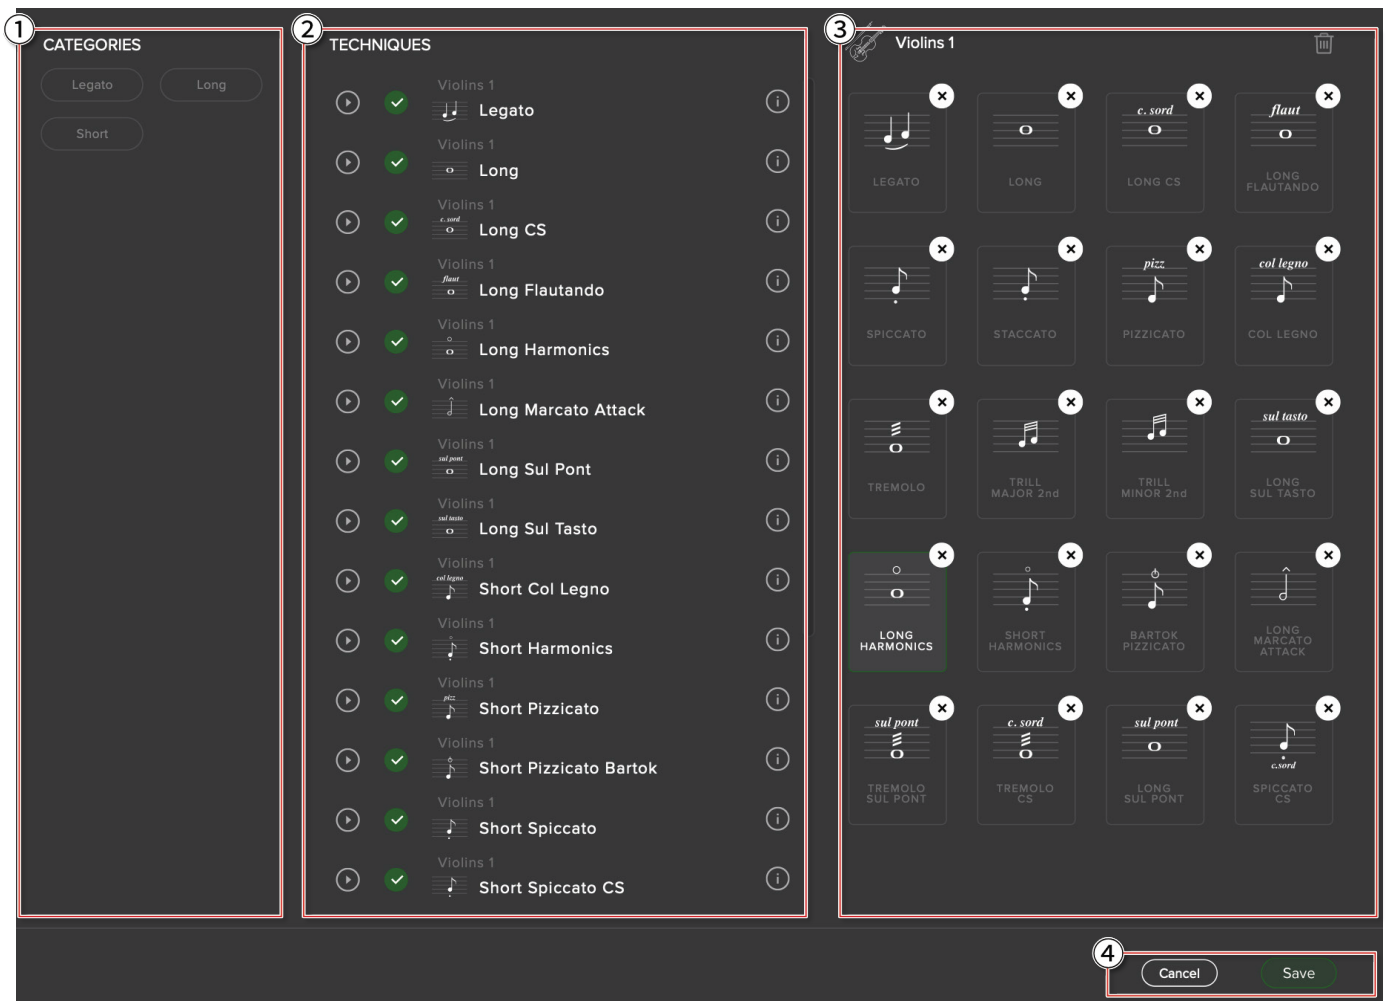 1
CATEGORIES
Legato
Long
Short
2
TECHNIQUES
Violins 1
Legato
Violins 1
Long
Violins 1
c. sord
Long CS
Violins 1
flaut
Long Flautando
Violins 1
Long Harmonics
Violins 1
Long Marcato Attack
Violins 1
sul pont
Long Sul Pont
Violins 1
sul tasto
Long Sul Tasto
Violins 1
col legno
Short Col Legno
Violins 1
Short Harmonics
Violins 1
pizz
Short Pizzicato
Violins 1
Short Pizzicato Bartok
Violins 1
Short Spiccato
Violins 1
Short Spiccato CS
3
Violins 1
LEGATO
LONG
c. sord
LONG CS
flaut
LONG
FLAUTANDO
SPICCATO
STACCATO
pizz
PIZZICATO
col legno
COL LEGNO
TREMOLO
TRILL
MAJOR 2nd
TRILL
MINOR 2nd
sul tasto
LONG
SUL TASTO
LONG
HARMONICS
SHORT
HARMONICS
BARTOK
PIZZICATO
LONG
MARCATO
ATTACK
sul pont
TREMOLO
SUL PONT
c. sord
TREMOLO
CS
sul pont
LONG
SUL PONT
c.sord
SPICCATO
CS
4
Cancel
Save